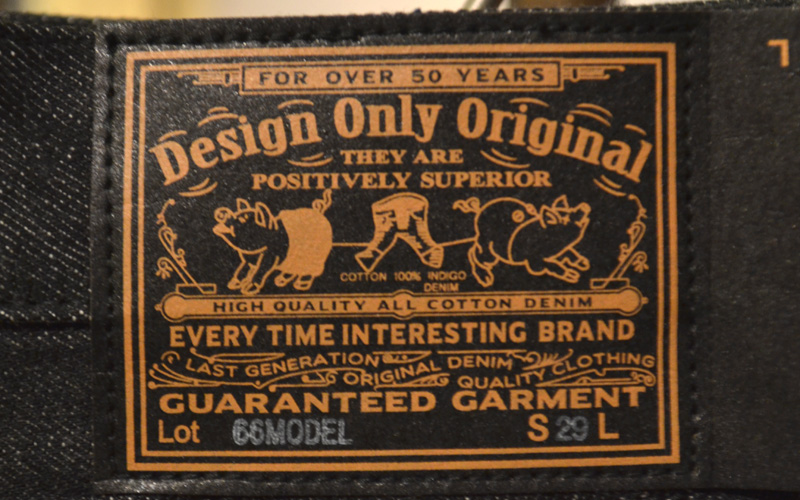 FOR OVER 50 YEARS
Design Only Original
THEY ARE
POSITIVELY SUPERIOR
COTTON 100% INDIGO
DENIM
HIGH QUALITY ALL COTTON DENIM
EVERY TIME INTERESTING BRAND
LAST GENERATION ORIGINAL DENIM QUALITY CLOTHING
GUARANTEED GARMENT
Lot 66MODEL S 29 L